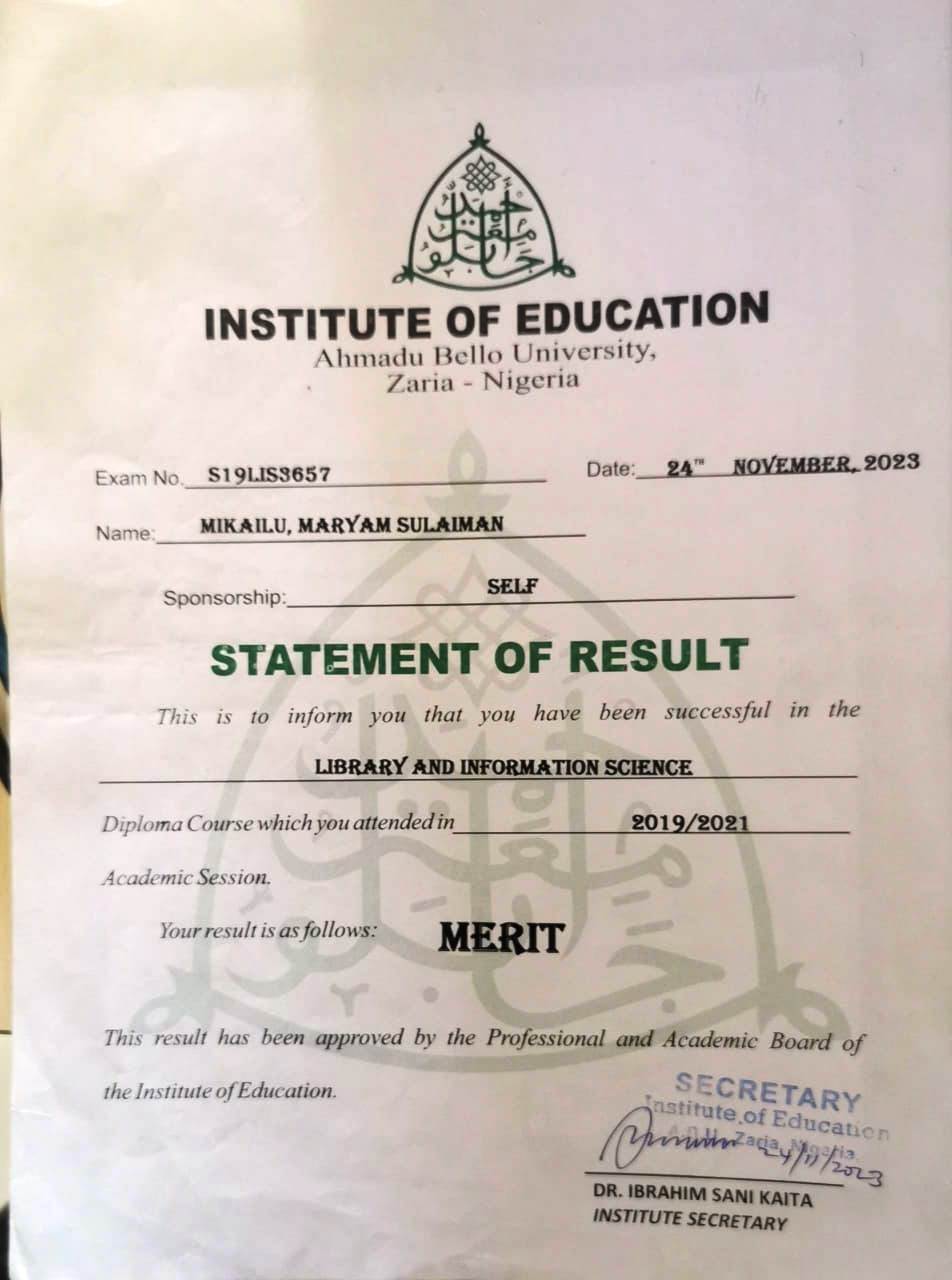 جامعة
أحمد
بلو
INSTITUTE OF EDUCATION
Ahmadu Bello University,
Zaria - Nigeria
Exam No. S19LIS3657 Date: 24TH NOVEMBER, 2023
Name: MIKAILU, MARYAM SULAIMAN
Sponsorship: SELF
STATEMENT OF RESULT
This is to inform you that you have been successful in the
LIBRARY AND INFORMATION SCIENCE
Diploma Course which you attended in 2019/2021
Academic Session.
Your result is as follows: MERIT
This result has been approved by the Professional and Academic Board of
the Institute of Education.
SECRETARY
Institute of Education
A.B.U. Zaria, Nigeria
24/11/2023
DR. IBRAHIM SANI KAITA
INSTITUTE SECRETARY